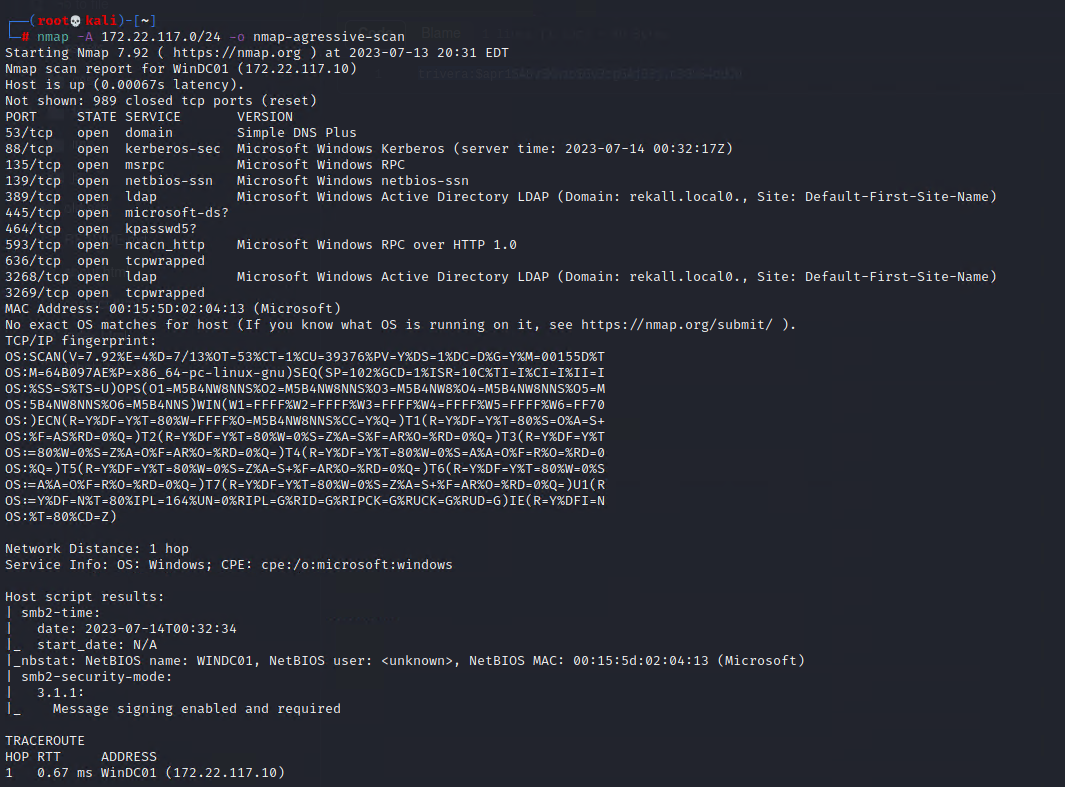 ┌──(root💀kali)-[~]
└─# nmap -A 172.22.117.0/24 -o nmap-agressive-scan
Starting Nmap 7.92 ( https://nmap.org ) at 2023-07-13 20:31 EDT
Nmap scan report for WinDC01 (172.22.117.10)
Host is up (0.00067s latency).
Not shown: 989 closed tcp ports (reset)
PORT     STATE SERVICE       VERSION
53/tcp   open  domain        Simple DNS Plus
88/tcp   open  kerberos-sec  Microsoft Windows Kerberos (server time: 2023-07-14 00:32:17Z)
135/tcp  open  msrpc         Microsoft Windows RPC
139/tcp  open  netbios-ssn   Microsoft Windows netbios-ssn
389/tcp  open  ldap          Microsoft Windows Active Directory LDAP (Domain: rekall.local0., Site: Default-First-Site-Name)
445/tcp  open  microsoft-ds?
464/tcp  open  kpasswd5?
593/tcp  open  ncacn_http    Microsoft Windows RPC over HTTP 1.0
636/tcp  open  tcpwrapped
3268/tcp open  ldap          Microsoft Windows Active Directory LDAP (Domain: rekall.local0., Site: Default-First-Site-Name)
3269/tcp open  tcpwrapped
MAC Address: 00:15:5D:02:04:13 (Microsoft)
No exact OS matches for host (If you know what OS is running on it, see https://nmap.org/submit/ ).
TCP/IP fingerprint:
OS:SCAN(V=7.92%E=4%D=7/13%OT=53%CT=1%CU=39376%PV=Y%DS=1%DC=D%G=Y%M=00155D%T
OS:M=64B097AE%P=x86_64-pc-linux-gnu)SEQ(SP=102%GCD=1%ISR=10C%TI=I%CI=I%II=I
OS:%SS=S%TS=U)OPS(O1=M5B4NW8NNS%O2=M5B4NW8NNS%O3=M5B4NW8%O4=M5B4NW8NNS%O5=M
OS:5B4NW8NNS%O6=M5B4NNS)WIN(W1=FFFF%W2=FFFF%W3=FFFF%W4=FFFF%W5=FFFF%W6=FF70
OS:)ECN(R=Y%DF=Y%T=80%W=FFFF%O=M5B4NW8NNS%CC=Y%Q=)T1(R=Y%DF=Y%T=80%S=O%A=S+
OS:%F=AS%RD=0%Q=)T2(R=Y%DF=Y%T=80%W=0%S=Z%A=S%F=AR%O=%RD=0%Q=)T3(R=Y%DF=Y%T
OS:=80%W=0%S=Z%A=O%F=AR%O=%RD=0%Q=)T4(R=Y%DF=Y%T=80%W=0%S=A%A=O%F=R%O=%RD=0
OS:%Q=)T5(R=Y%DF=Y%T=80%W=0%S=Z%A=S+%F=AR%O=%RD=0%Q=)T6(R=Y%DF=Y%T=80%W=0%S
OS:=A%A=O%F=R%O=%RD=0%Q=)T7(R=Y%DF=Y%T=80%W=0%S=Z%A=S+%F=AR%O=%RD=0%Q=)U1(R
OS:=Y%DF=N%T=80%IPL=164%UN=0%RIPL=G%RID=G%RIPCK=G%RUCK=G%RUD=G)IE(R=Y%DFI=N
OS:%T=80%CD=Z)

Network Distance: 1 hop
Service Info: OS: Windows; CPE: cpe:/o:microsoft:windows

Host script results:
| smb2-time:
|   date: 2023-07-14T00:32:34
|_  start_date: N/A
|_nbstat: NetBIOS name: WINDC01, NetBIOS user: <unknown>, NetBIOS MAC: 00:15:5d:02:04:13 (Microsoft)
| smb2-security-mode:
|   3.1.1:
|_    Message signing enabled and required

TRACEROUTE
HOP RTT     ADDRESS
1   0.67 ms WinDC01 (172.22.117.10)